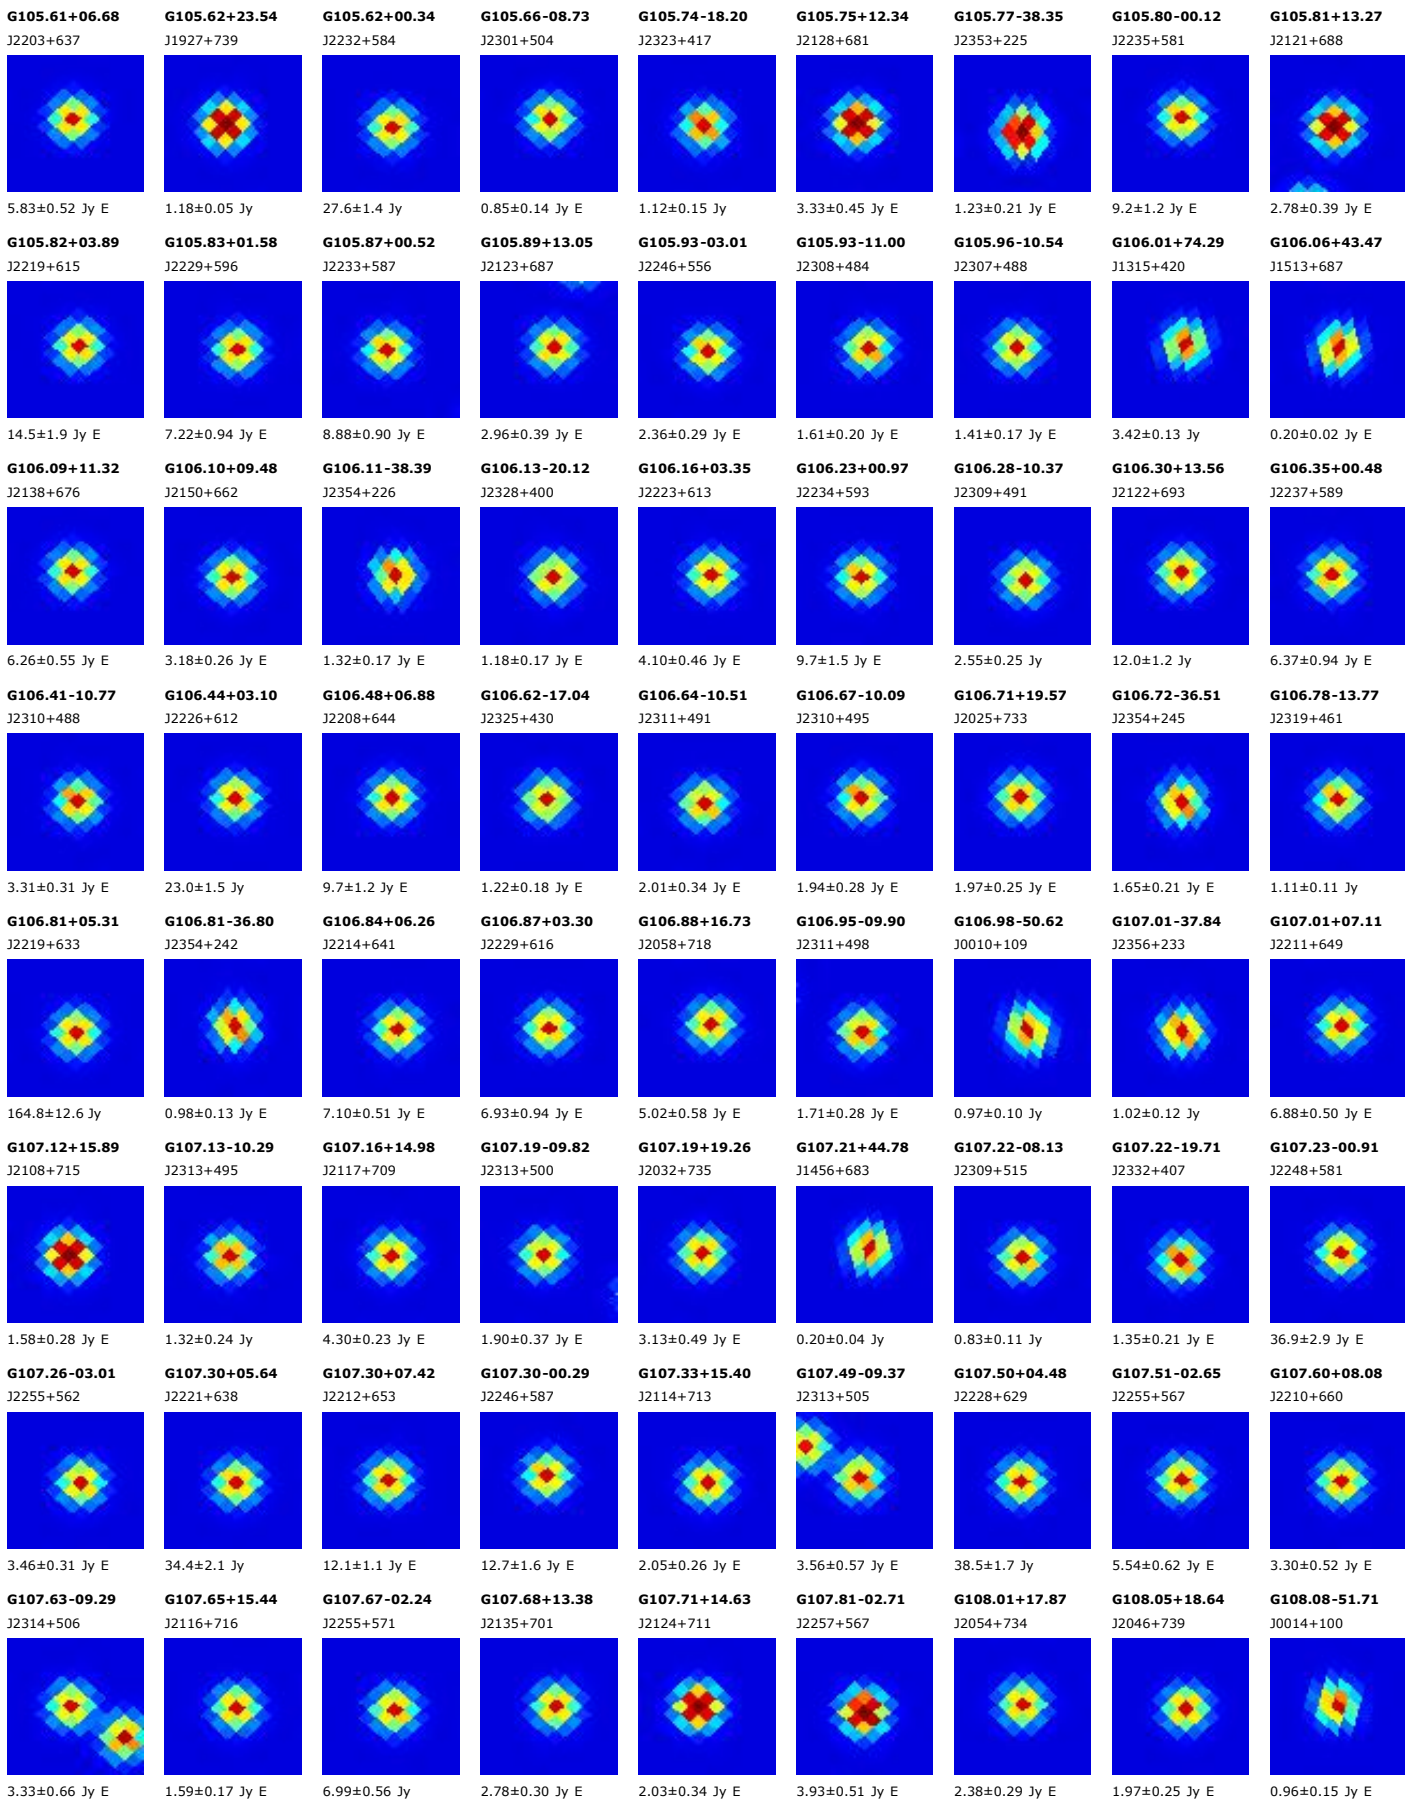 G105.61+06.68 G105.62+23.54 G105.62+00.34 G105.66-08.73 G105.74-18.20 G105.75+12.34 G105.77-38.35 G105.80-00.12 G105.81+13.27
J2203+637 J1927+739 J2232+584 J2301+504 J2323+417 J2128+681 J2353+225 J2235+581 J2121+688
5.83±0.52 Jy E 1.18±0.05 Jy 27.6±1.4 Jy 0.85±0.14 Jy E 1.12±0.15 Jy 3.33±0.45 Jy E 1.23±0.21 Jy E 9.2±1.2 Jy E 2.78±0.39 Jy E
G105.82+03.89 G105.83+01.58 G105.87+00.52 G105.89+13.05 G105.93-03.01 G105.93-11.00 G105.96-10.54 G106.01+74.29 G106.06+43.47
J2219+615 J2229+596 J2233+587 J2123+687 J2246+556 J2308+484 J2307+488 J1315+420 J1513+687
14.5±1.9 Jy E 7.22±0.94 Jy E 8.88±0.90 Jy E 2.96±0.39 Jy E 2.36±0.29 Jy E 1.61±0.20 Jy E 1.41±0.17 Jy E 3.42±0.13 Jy 0.20±0.02 Jy E
G106.09+11.32 G106.10+09.48 G106.11-38.39 G106.13-20.12 G106.16+03.35 G106.23+00.97 G106.28-10.37 G106.30+13.56 G106.35+00.48
J2138+676 J2150+662 J2354+226 J2328+400 J2223+613 J2234+593 J2309+491 J2122+693 J2237+589
6.26±0.55 Jy E 3.18±0.26 Jy E 1.32±0.17 Jy E 1.18±0.17 Jy E 4.10±0.46 Jy E 9.7±1.5 Jy E 2.55±0.25 Jy 12.0±1.2 Jy 6.37±0.94 Jy E
G106.41-10.77 G106.44+03.10 G106.48+06.88 G106.62-17.04 G106.64-10.51 G106.67-10.09 G106.71+19.57 G106.72-36.51 G106.78-13.77
J2310+488 J2226+612 J2208+644 J2325+430 J2311+491 J2310+495 J2025+733 J2354+245 J2319+461
3.31±0.31 Jy E 23.0±1.5 Jy 9.7±1.2 Jy E 1.22±0.18 Jy E 2.01±0.34 Jy E 1.94±0.28 Jy E 1.97±0.25 Jy E 1.65±0.21 Jy E 1.11±0.11 Jy
G106.81+05.31 G106.81-36.80 G106.84+06.26 G106.87+03.30 G106.88+16.73 G106.95-09.90 G106.98-50.62 G107.01-37.84 G107.01+07.11
J2219+633 J2354+242 J2214+641 J2229+616 J2058+718 J2311+498 J0010+109 J2356+233 J2211+649
164.8±12.6 Jy 0.98±0.13 Jy E 7.10±0.51 Jy E 6.93±0.94 Jy E 5.02±0.58 Jy E 1.71±0.28 Jy E 0.97±0.10 Jy 1.02±0.12 Jy 6.88±0.50 Jy E
G107.12+15.89 G107.13-10.29 G107.16+14.98 G107.19-09.82 G107.19+19.26 G107.21+44.78 G107.22-08.13 G107.22-19.71 G107.23-00.91
J2108+715 J2313+495 J2117+709 J2313+500 J2032+735 J1456+683 J2309+515 J2332+407 J2248+581
1.58±0.28 Jy E 1.32±0.24 Jy 4.30±0.23 Jy E 1.90±0.37 Jy E 3.13±0.49 Jy E 0.20±0.04 Jy 0.83±0.11 Jy 1.35±0.21 Jy E 36.9±2.9 Jy E
G107.26-03.01 G107.30+05.64 G107.30+07.42 G107.30-00.29 G107.33+15.40 G107.49-09.37 G107.50+04.48 G107.51-02.65 G107.60+08.08
J2255+562 J2221+638 J2212+653 J2246+587 J2114+713 J2313+505 J2228+629 J2255+567 J2210+660
3.46±0.31 Jy E 34.4±2.1 Jy 12.1±1.1 Jy E 12.7±1.6 Jy E 2.05±0.26 Jy E 3.56±0.57 Jy E 38.5±1.7 Jy 5.54±0.62 Jy E 3.30±0.52 Jy E
G107.63-09.29 G107.65+15.44 G107.67-02.24 G107.68+13.38 G107.71+14.63 G107.81-02.71 G108.01+17.87 G108.05+18.64 G108.08-51.71
J2314+506 J2116+716 J2255+571 J2135+701 J2124+711 J2257+567 J2054+734 J2046+739 J0014+100
3.33±0.66 Jy E 1.59±0.17 Jy E 6.99±0.56 Jy 2.78±0.30 Jy E 2.03±0.34 Jy E 3.93±0.51 Jy E 2.38±0.29 Jy E 1.97±0.25 Jy E 0.96±0.15 Jy E